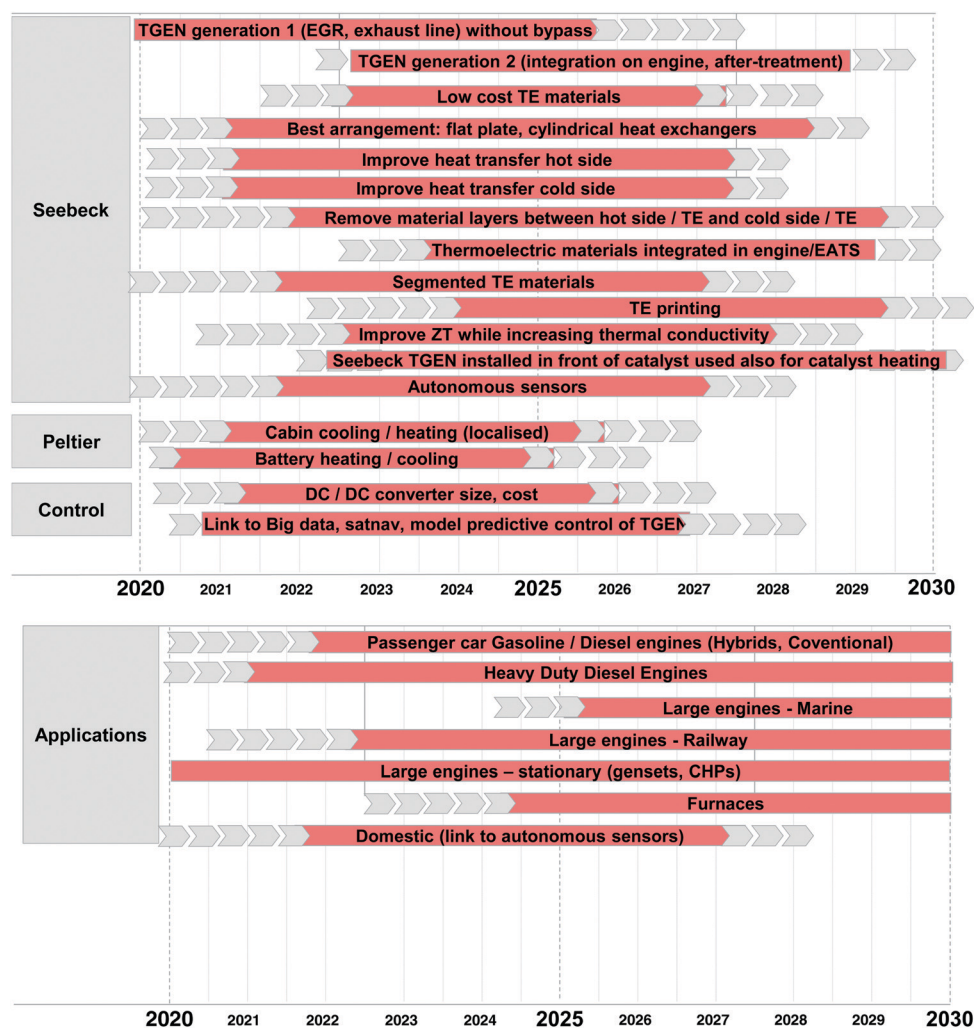 TGEN generation 1 (EGR, exhaust line) without bypass
TGEN generation 2 (integration on engine, after-treatment)
Low cost TE materials
Best arrangement: flat plate, cylindrical heat exchangers
Improve heat transfer hot side
Improve heat transfer cold side
Seebeck
Remove material layers between hot side / TE and cold side / TE
Thermoelectric materials integrated in engine/EATS
Segmented TE materials
TE printing
Improve ZT while increasing thermal conductivity
Seebeck TGEN installed in front of catalyst used also for catalyst heating
Autonomous sensors
Peltier
Cabin cooling / heating (localised)
Battery heating / cooling
Control
DC / DC converter size, cost
Link to Big data, satnav, model predictive control of TGEN
2020 2021 2022 2023 2024 2025 2026 2027 2028 2029 2030
Passenger car Gasoline / Diesel engines (Hybrids, Coventional)
Heavy Duty Diesel Engines
Large engines - Marine
Applications
Large engines - Railway
Large engines – stationary (gensets, CHPs)
Furnaces
Domestic (link to autonomous sensors)
2020 2021 2022 2023 2024 2025 2026 2027 2028 2029 2030